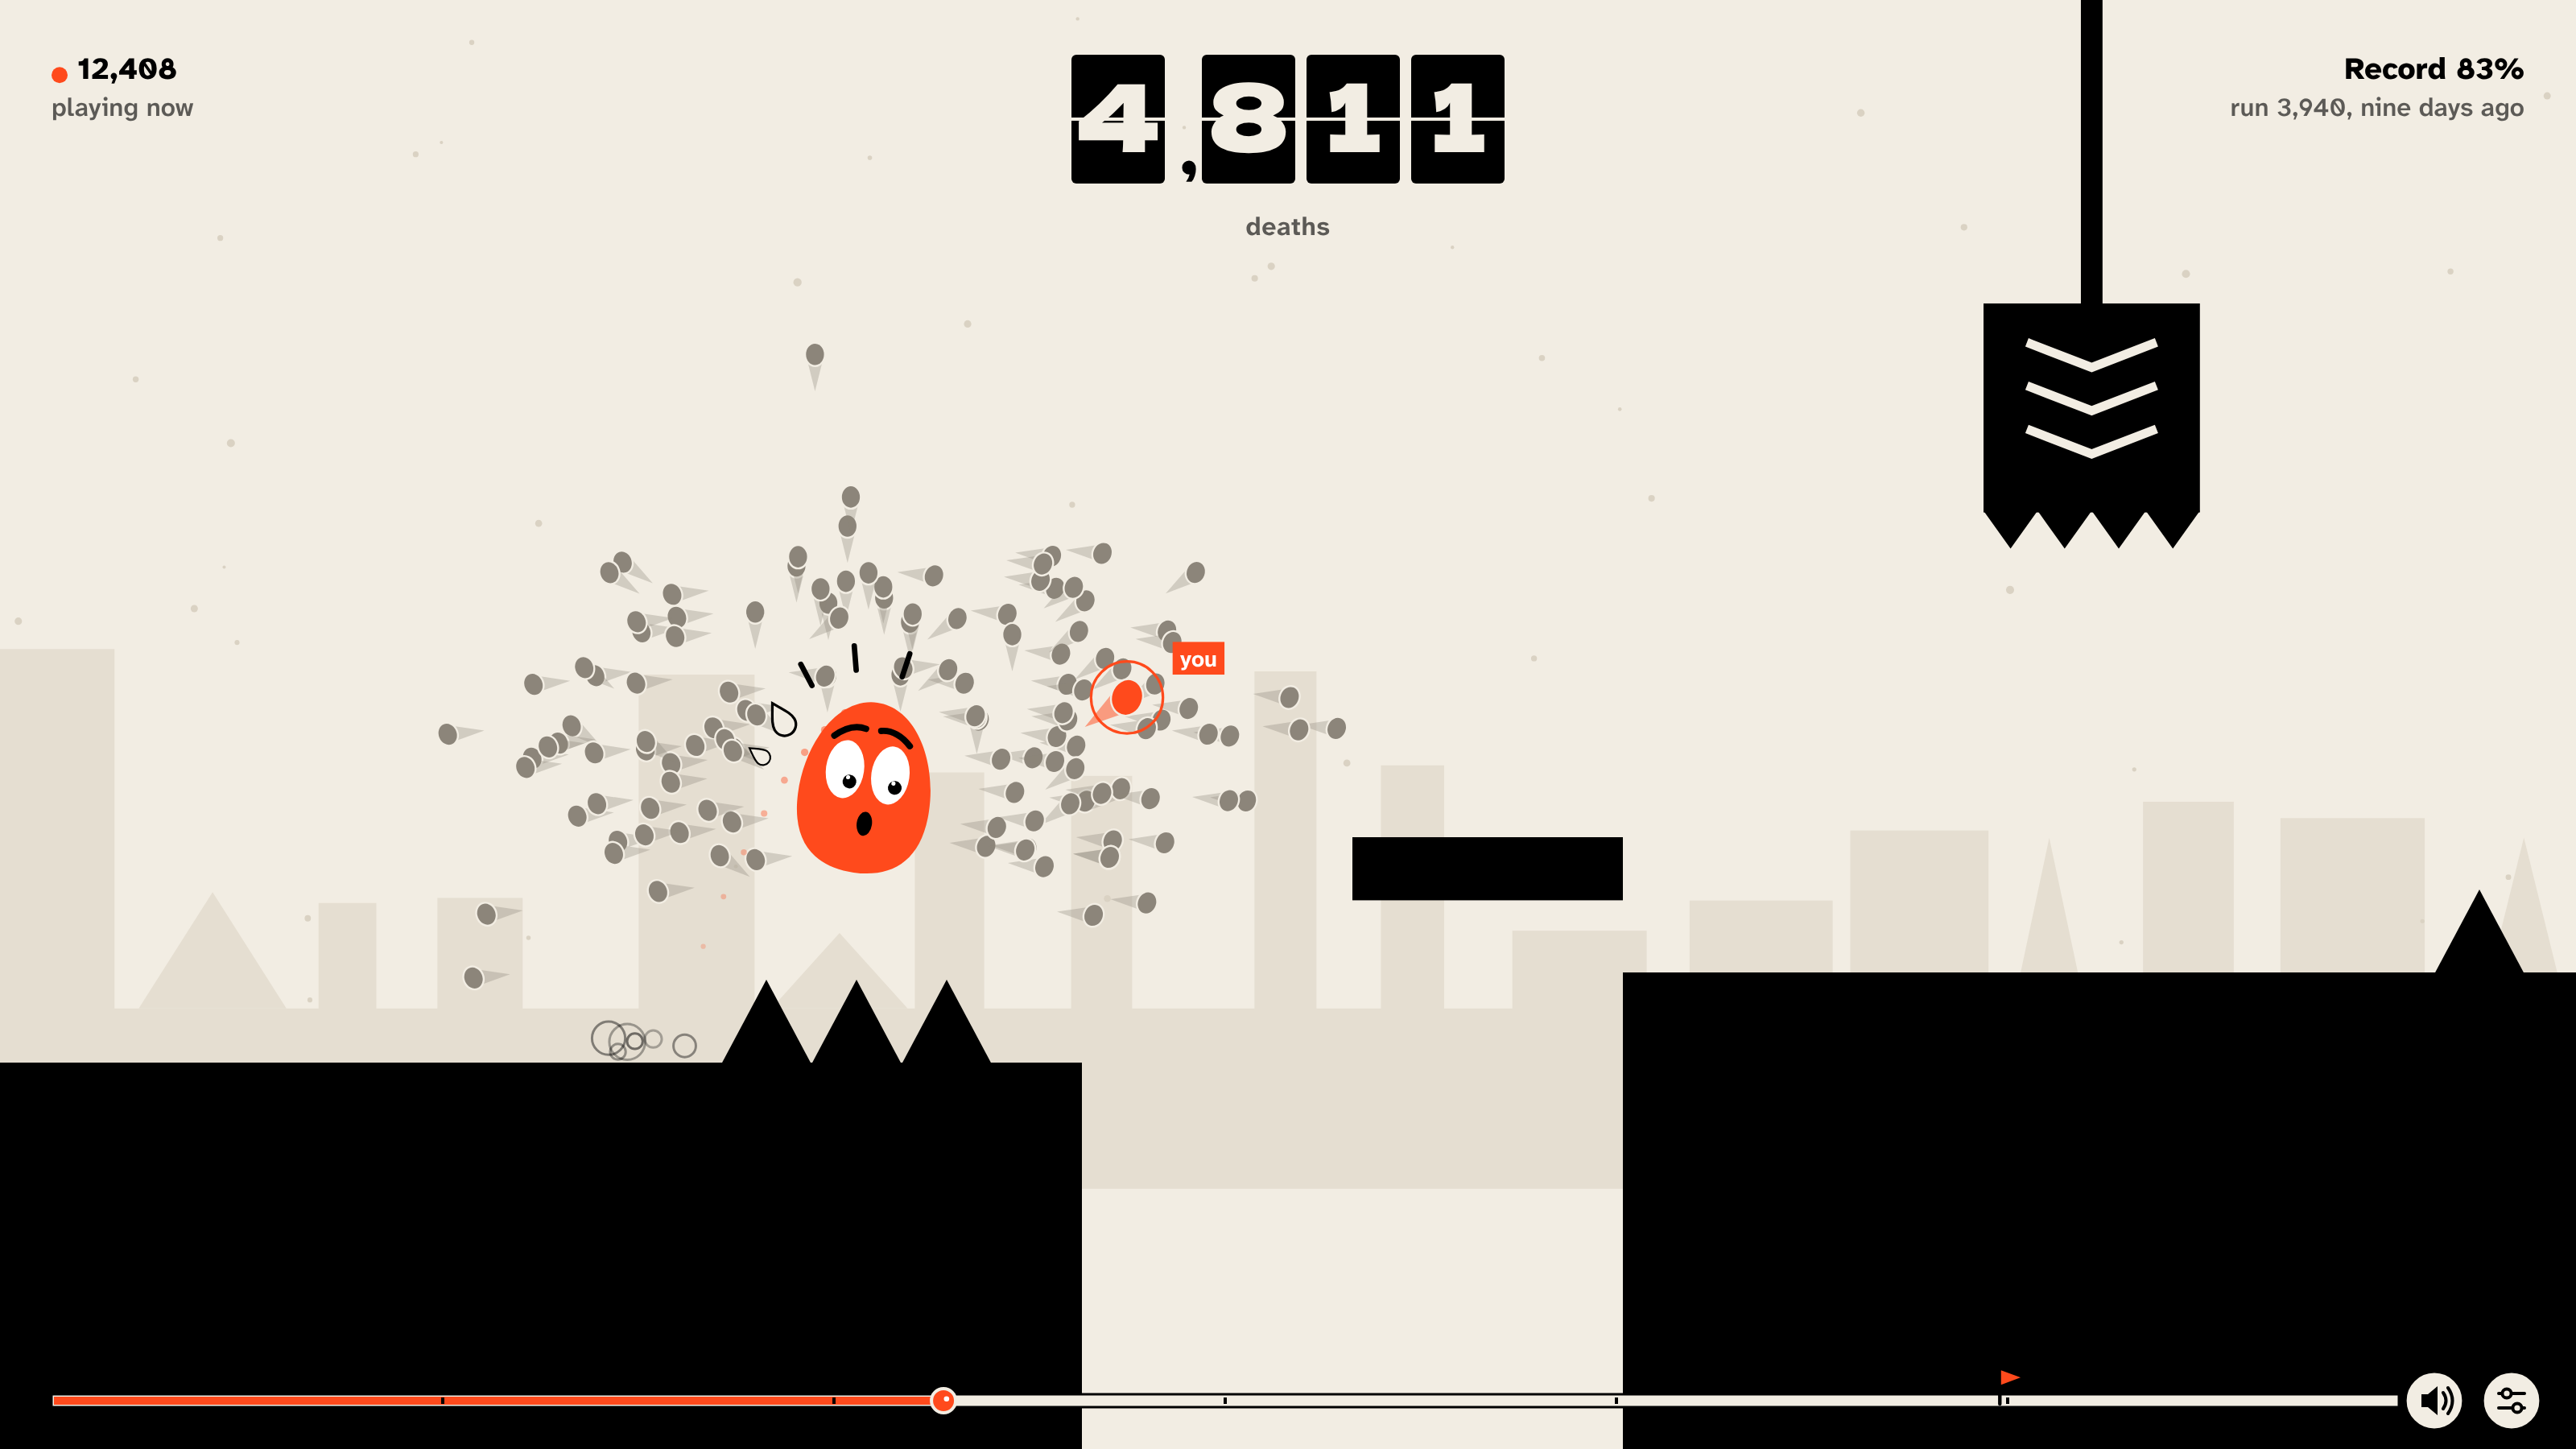 12,408
playing now
4,811
deaths
Record 83%
run 3,940, nine days ago
you